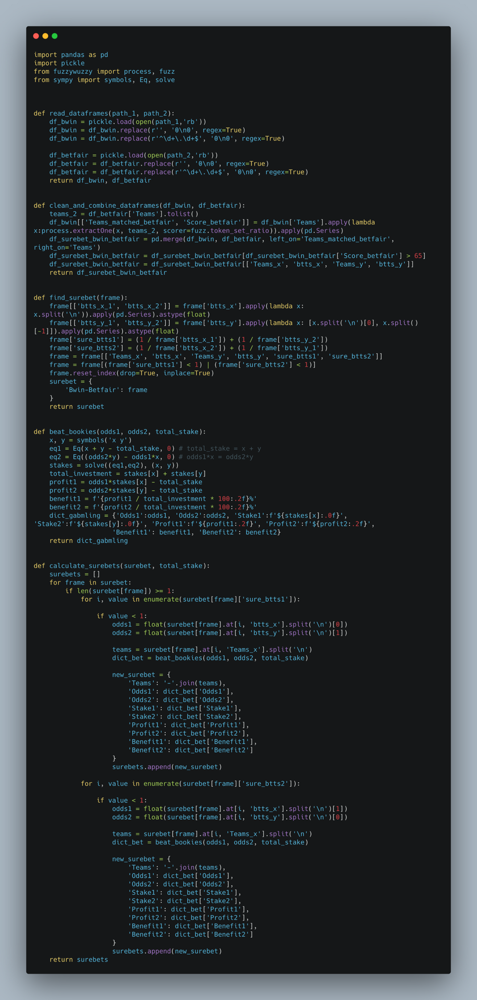 import pandas as pd
import pickle
from fuzzywuzzy import process, fuzz
from sympy import symbols, Eq, solve

def read_dataframes(path_1, path_2):
    df_bwin = pickle.load(open(path_1,'rb'))
    df_bwin = df_bwin.replace(r'', '0\n0', regex=True)
    df_bwin = df_bwin.replace(r'^\d+\.\d+$', '0\n0', regex=True)

    df_betfair = pickle.load(open(path_2,'rb'))
    df_betfair = df_betfair.replace(r'', '0\n0', regex=True)
    df_betfair = df_betfair.replace(r'^\d+\.\d+$', '0\n0', regex=True)
    return df_bwin, df_betfair

def clean_and_combine_dataframes(df_bwin, df_betfair):
    teams_2 = df_betfair['Teams'].tolist()
    df_bwin[['Teams_matched_betfair', 'Score_betfair']] = df_bwin['Teams'].apply(lambda
x:process.extractOne(x, teams_2, scorer=fuzz.token_set_ratio)).apply(pd.Series)
    df_surebet_bwin_betfair = pd.merge(df_bwin, df_betfair, left_on='Teams_matched_betfair',
right_on='Teams')
    df_surebet_bwin_betfair = df_surebet_bwin_betfair[df_surebet_bwin_betfair['Score_betfair'] > 65]
    df_surebet_bwin_betfair = df_surebet_bwin_betfair[['Teams_x', 'btts_x', 'Teams_y', 'btts_y']]
    return df_surebet_bwin_betfair

def find_surebet(frame):
    frame[['btts_x_1', 'btts_x_2']] = frame['btts_x'].apply(lambda x:
x.split('\n')).apply(pd.Series).astype(float)
    frame[['btts_y_1', 'btts_y_2']] = frame['btts_y'].apply(lambda x: [x.split('\n')[0], x.split()
[-1]]).apply(pd.Series).astype(float)
    frame['sure_btts1'] = (1 / frame['btts_x_1']) + (1 / frame['btts_y_2'])
    frame['sure_btts2'] = (1 / frame['btts_x_2']) + (1 / frame['btts_y_1'])
    frame = frame[['Teams_x', 'btts_x', 'Teams_y', 'btts_y', 'sure_btts1', 'sure_btts2']]
    frame = frame[(frame['sure_btts1'] < 1) | (frame['sure_btts2'] < 1)]
    frame.reset_index(drop=True, inplace=True)
    surebet = {
        'Bwin-Betfair': frame
    }
    return surebet

def beat_bookies(odds1, odds2, total_stake):
    x, y = symbols('x y')
    eq1 = Eq(x + y - total_stake, 0) # total_stake = x + y
    eq2 = Eq((odds2*y) - odds1*x, 0) # odds1*x = odds2*y
    stakes = solve((eq1,eq2), (x, y))
    total_investment = stakes[x] + stakes[y]
    profit1 = odds1*stakes[x] - total_stake
    profit2 = odds2*stakes[y] - total_stake
    benefit1 = f'{profit1 / total_investment * 100:.2f}%'
    benefit2 = f'{profit2 / total_investment * 100:.2f}%'
    dict_gabmling = {'Odds1':odds1, 'Odds2':odds2, 'Stake1':f'${stakes[x]:.0f}',
'Stake2':f'${stakes[y]:.0f}', 'Profit1':f'${profit1:.2f}', 'Profit2':f'${profit2:.2f}',
                    'Benefit1': benefit1, 'Benefit2': benefit2}
    return dict_gabmling

def calculate_surebets(surebet, total_stake):
    surebets = []
    for frame in surebet:
        if len(surebet[frame]) >= 1:
            for i, value in enumerate(surebet[frame]['sure_btts1']):

                if value < 1:
                    odds1 = float(surebet[frame].at[i, 'btts_x'].split('\n')[0])
                    odds2 = float(surebet[frame].at[i, 'btts_y'].split('\n')[1])

                    teams = surebet[frame].at[i, 'Teams_x'].split('\n')
                    dict_bet = beat_bookies(odds1, odds2, total_stake)

                    new_surebet = {
                        'Teams': '-'.join(teams),
                        'Odds1': dict_bet['Odds1'],
                        'Odds2': dict_bet['Odds2'],
                        'Stake1': dict_bet['Stake1'],
                        'Stake2': dict_bet['Stake2'],
                        'Profit1': dict_bet['Profit1'],
                        'Profit2': dict_bet['Profit2'],
                        'Benefit1': dict_bet['Benefit1'],
                        'Benefit2': dict_bet['Benefit2']
                    }
                    surebets.append(new_surebet)

            for i, value in enumerate(surebet[frame]['sure_btts2']):

                if value < 1:
                    odds1 = float(surebet[frame].at[i, 'btts_x'].split('\n')[1])
                    odds2 = float(surebet[frame].at[i, 'btts_y'].split('\n')[0])

                    teams = surebet[frame].at[i, 'Teams_x'].split('\n')
                    dict_bet = beat_bookies(odds1, odds2, total_stake)

                    new_surebet = {
                        'Teams': '-'.join(teams),
                        'Odds1': dict_bet['Odds1'],
                        'Odds2': dict_bet['Odds2'],
                        'Stake1': dict_bet['Stake1'],
                        'Stake2': dict_bet['Stake2'],
                        'Profit1': dict_bet['Profit1'],
                        'Profit2': dict_bet['Profit2'],
                        'Benefit1': dict_bet['Benefit1'],
                        'Benefit2': dict_bet['Benefit2']
                    }
                    surebets.append(new_surebet)
    return surebets